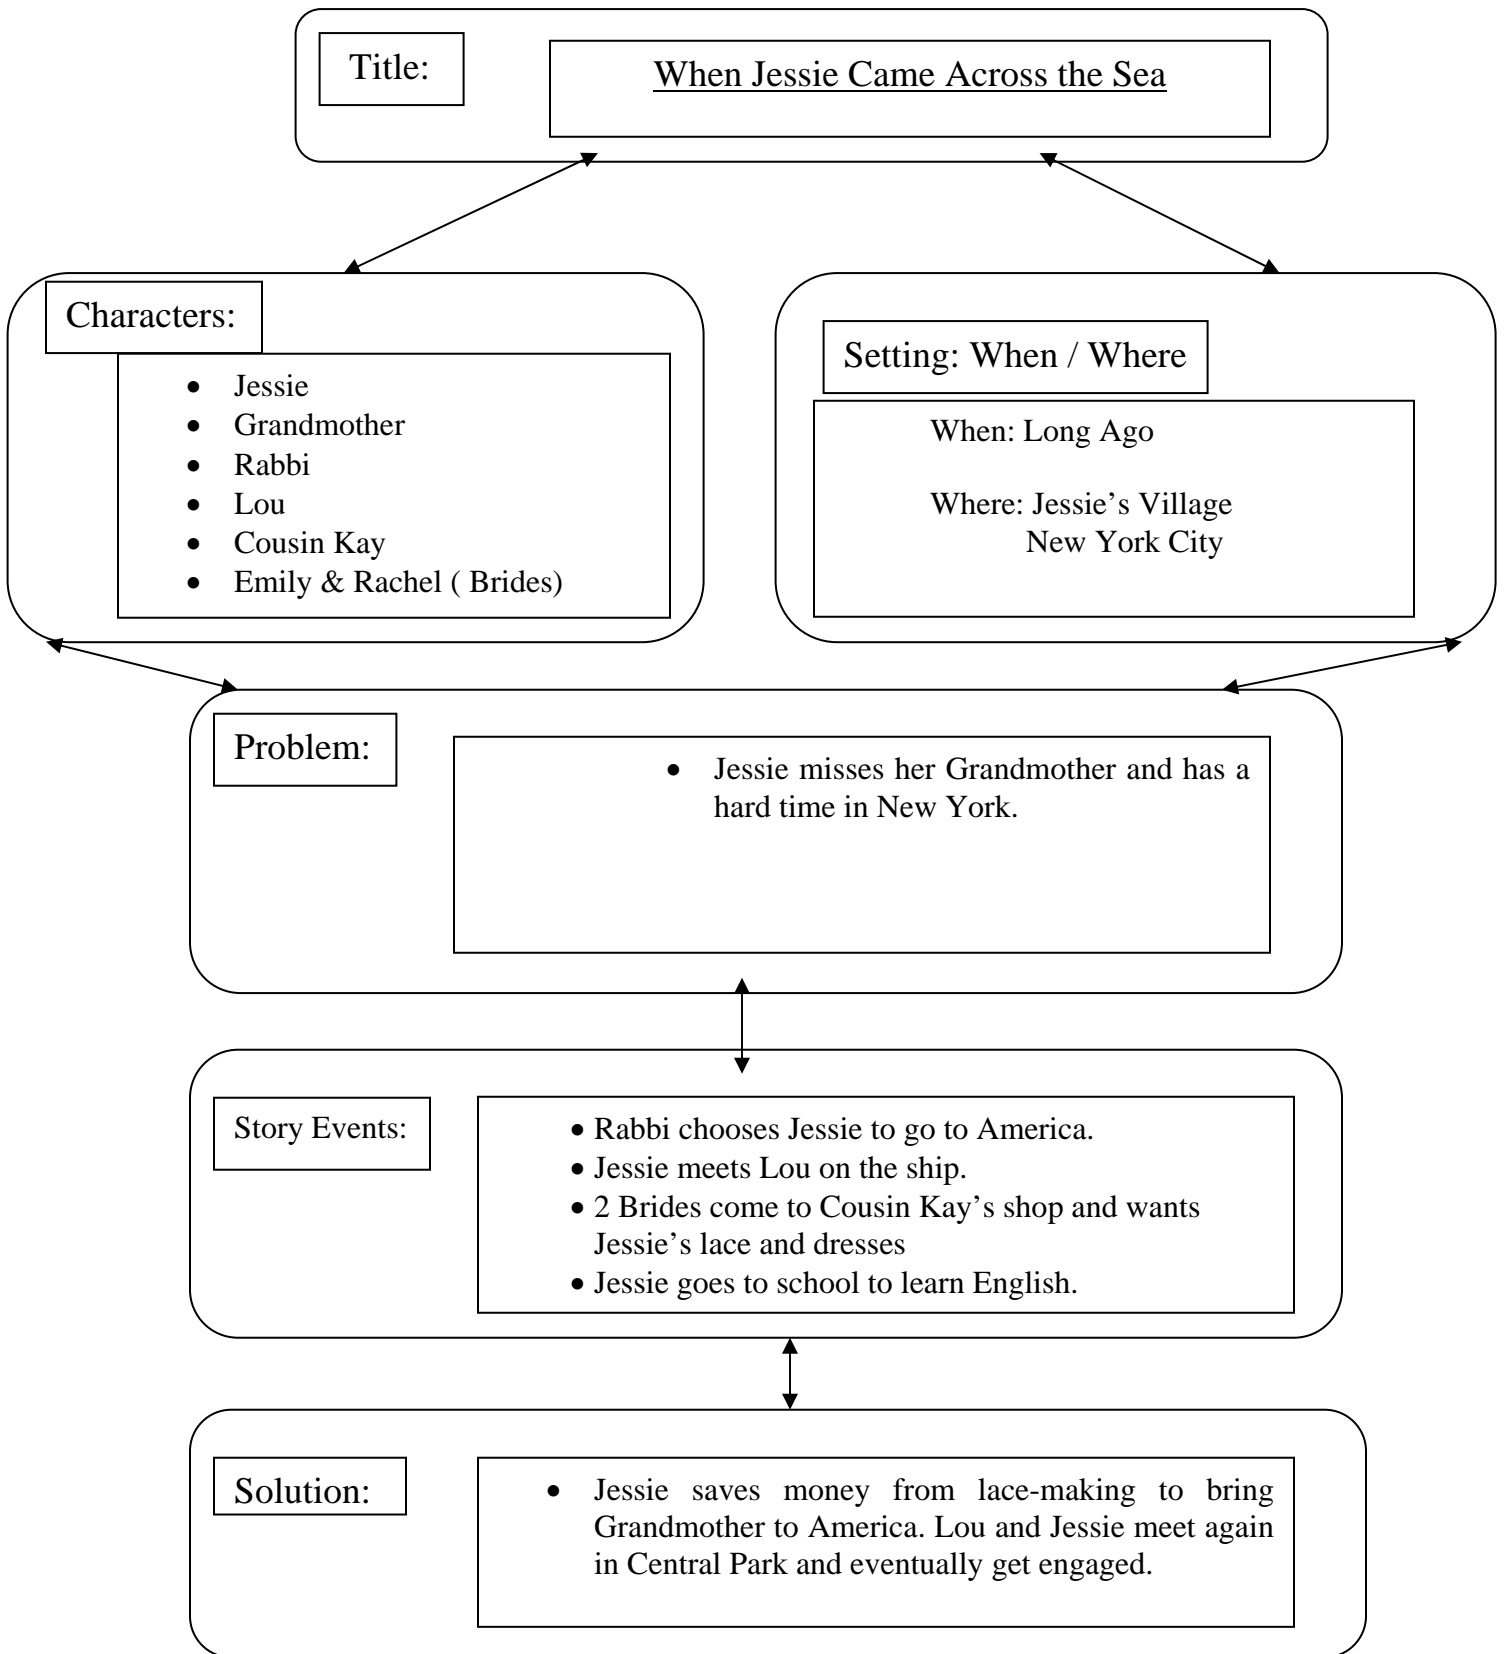 Title:
When Jessie Came Across the Sea
Characters:
• Jessie
• Grandmother
• Rabbi
• Lou
• Cousin Kay
• Emily & Rachel ( Brides)
Setting: When / Where
When: Long Ago
Where: Jessie’s Village
New York City
Problem:
• Jessie misses her Grandmother and has a
hard time in New York.
Story Events:
• Rabbi chooses Jessie to go to America.
• Jessie meets Lou on the ship.
• 2 Brides come to Cousin Kay’s shop and wants
Jessie’s lace and dresses
• Jessie goes to school to learn English.
Solution:
• Jessie saves money from lace-making to bring
Grandmother to America. Lou and Jessie meet again
in Central Park and eventually get engaged.